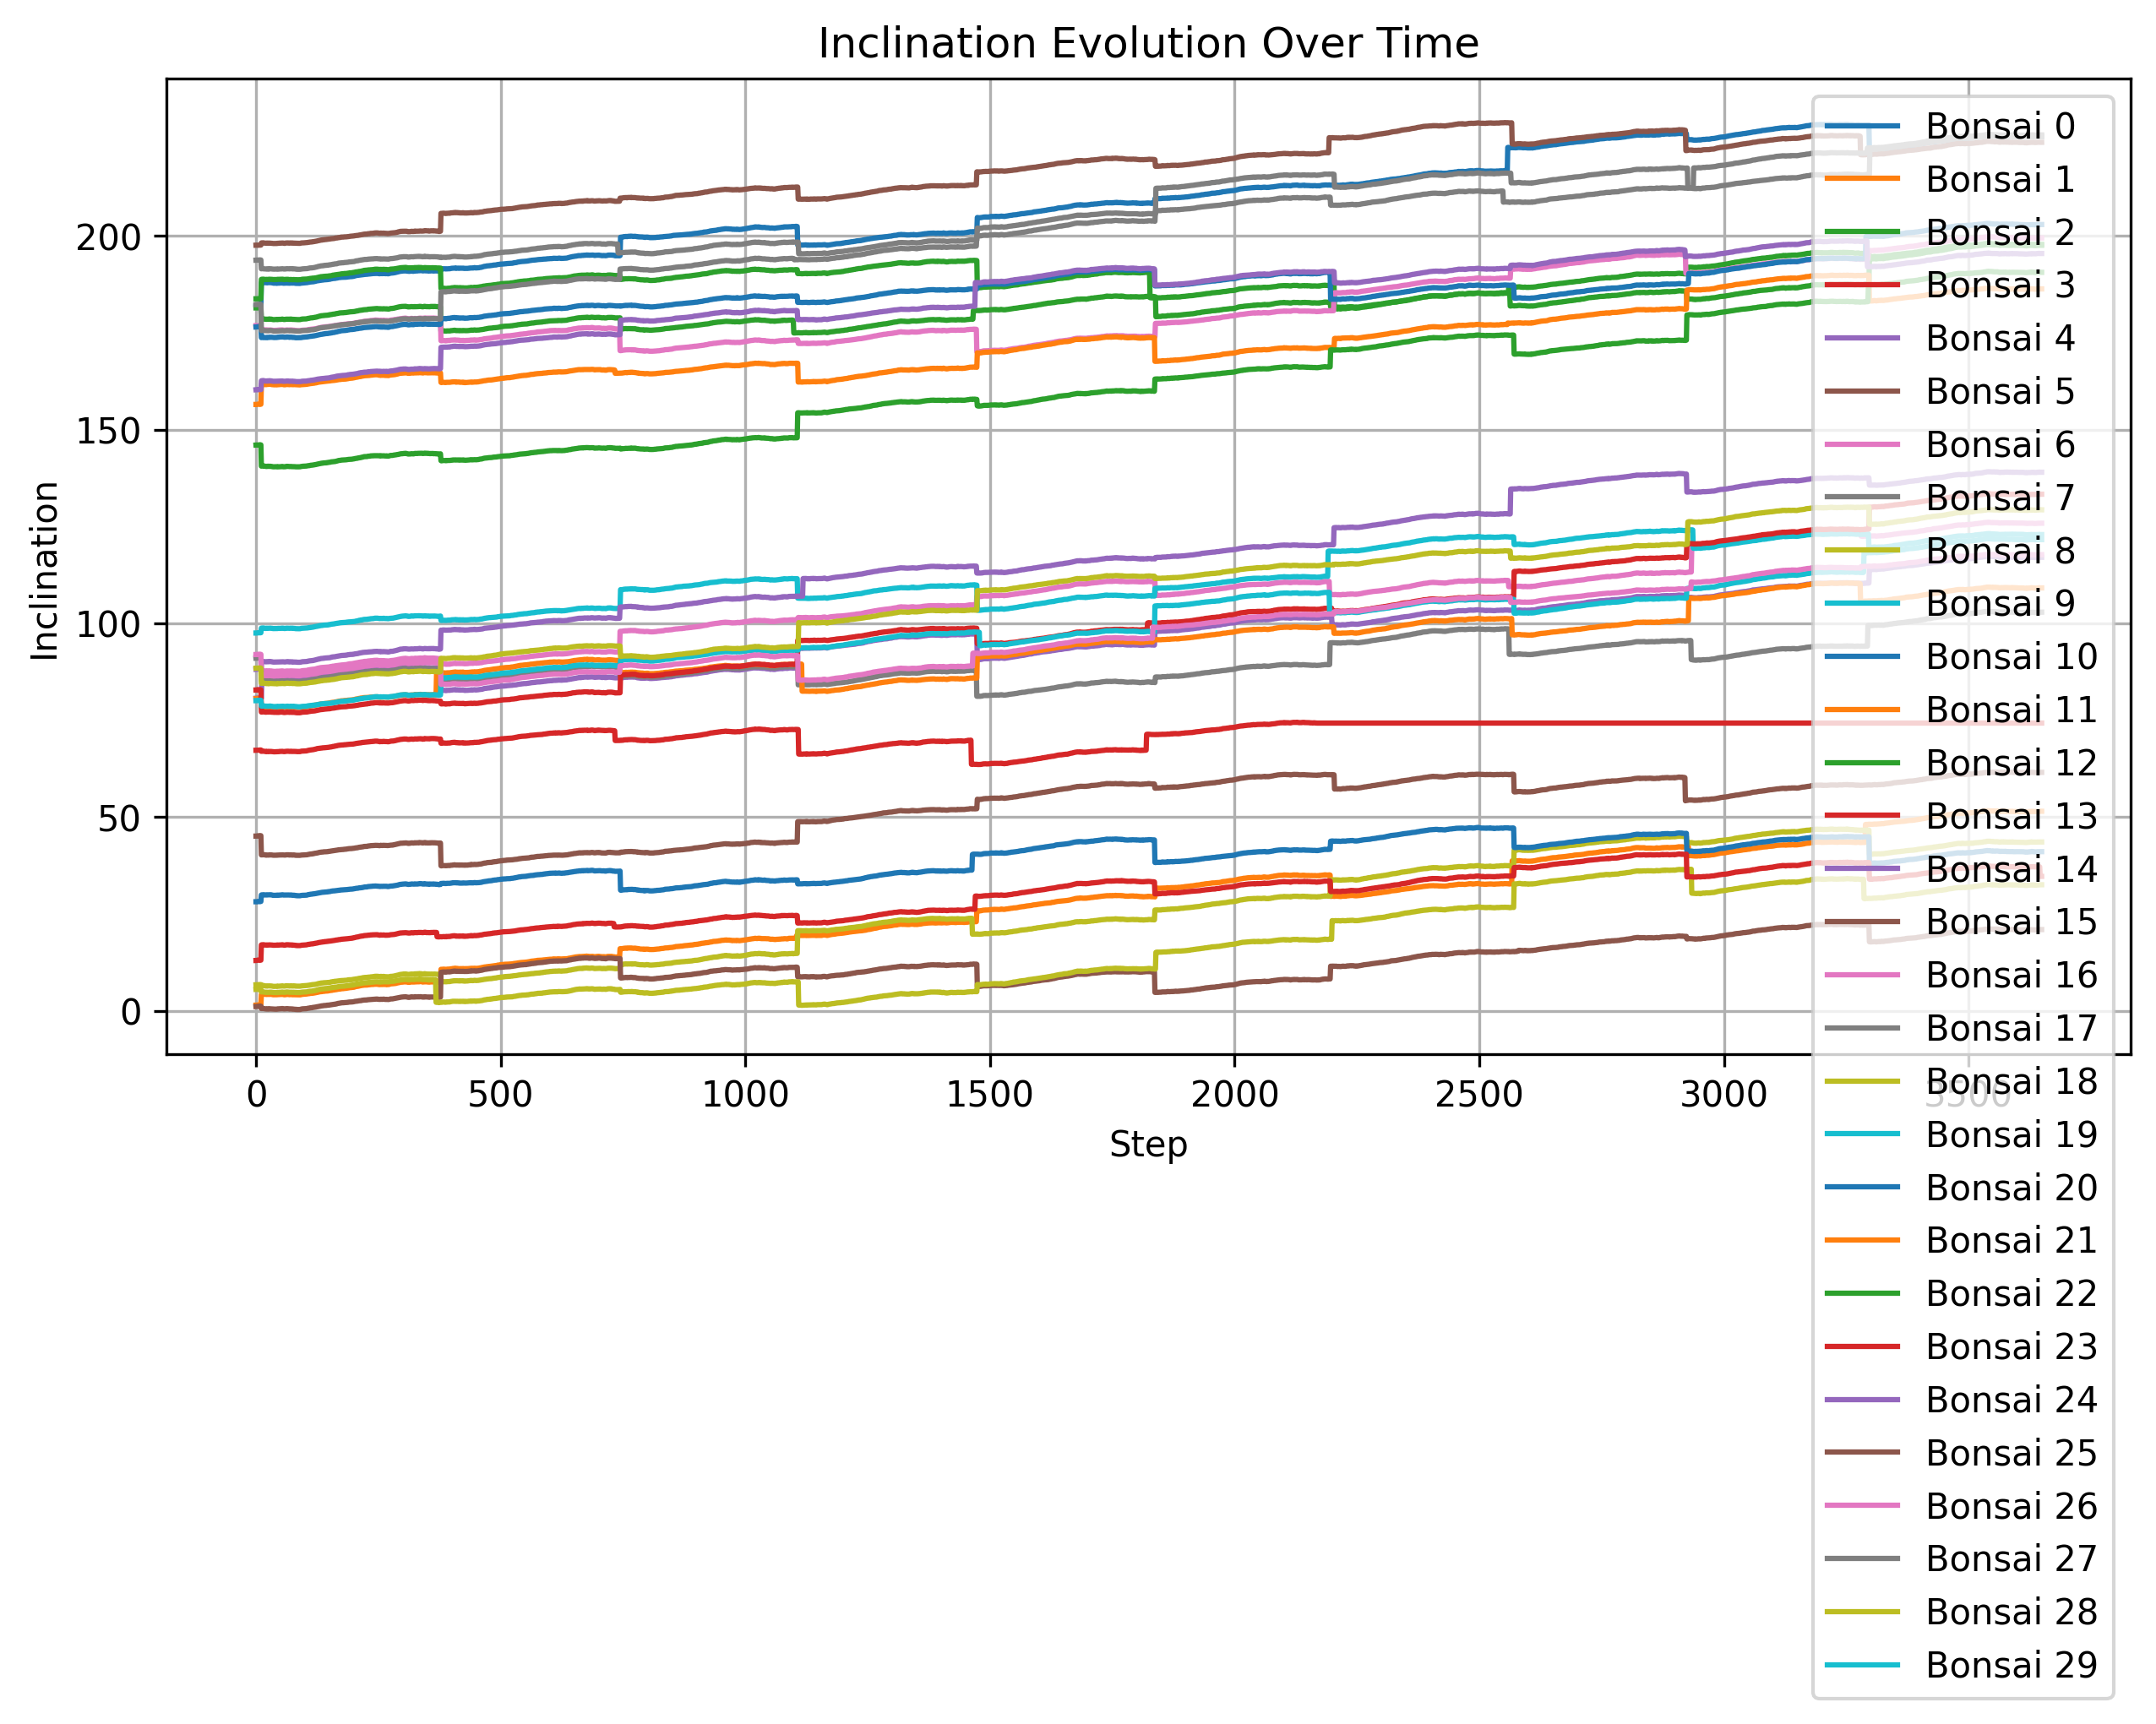 Inclination Evolution Over Time
Inclination
200
150
100
50
0
0 500 1000 1500 2000 2500 3000 3500
Step
Bonsai 0
Bonsai 1
Bonsai 2
Bonsai 3
Bonsai 4
Bonsai 5
Bonsai 6
Bonsai 7
Bonsai 8
Bonsai 9
Bonsai 10
Bonsai 11
Bonsai 12
Bonsai 13
Bonsai 14
Bonsai 15
Bonsai 16
Bonsai 17
Bonsai 18
Bonsai 19
Bonsai 20
Bonsai 21
Bonsai 22
Bonsai 23
Bonsai 24
Bonsai 25
Bonsai 26
Bonsai 27
Bonsai 28
Bonsai 29